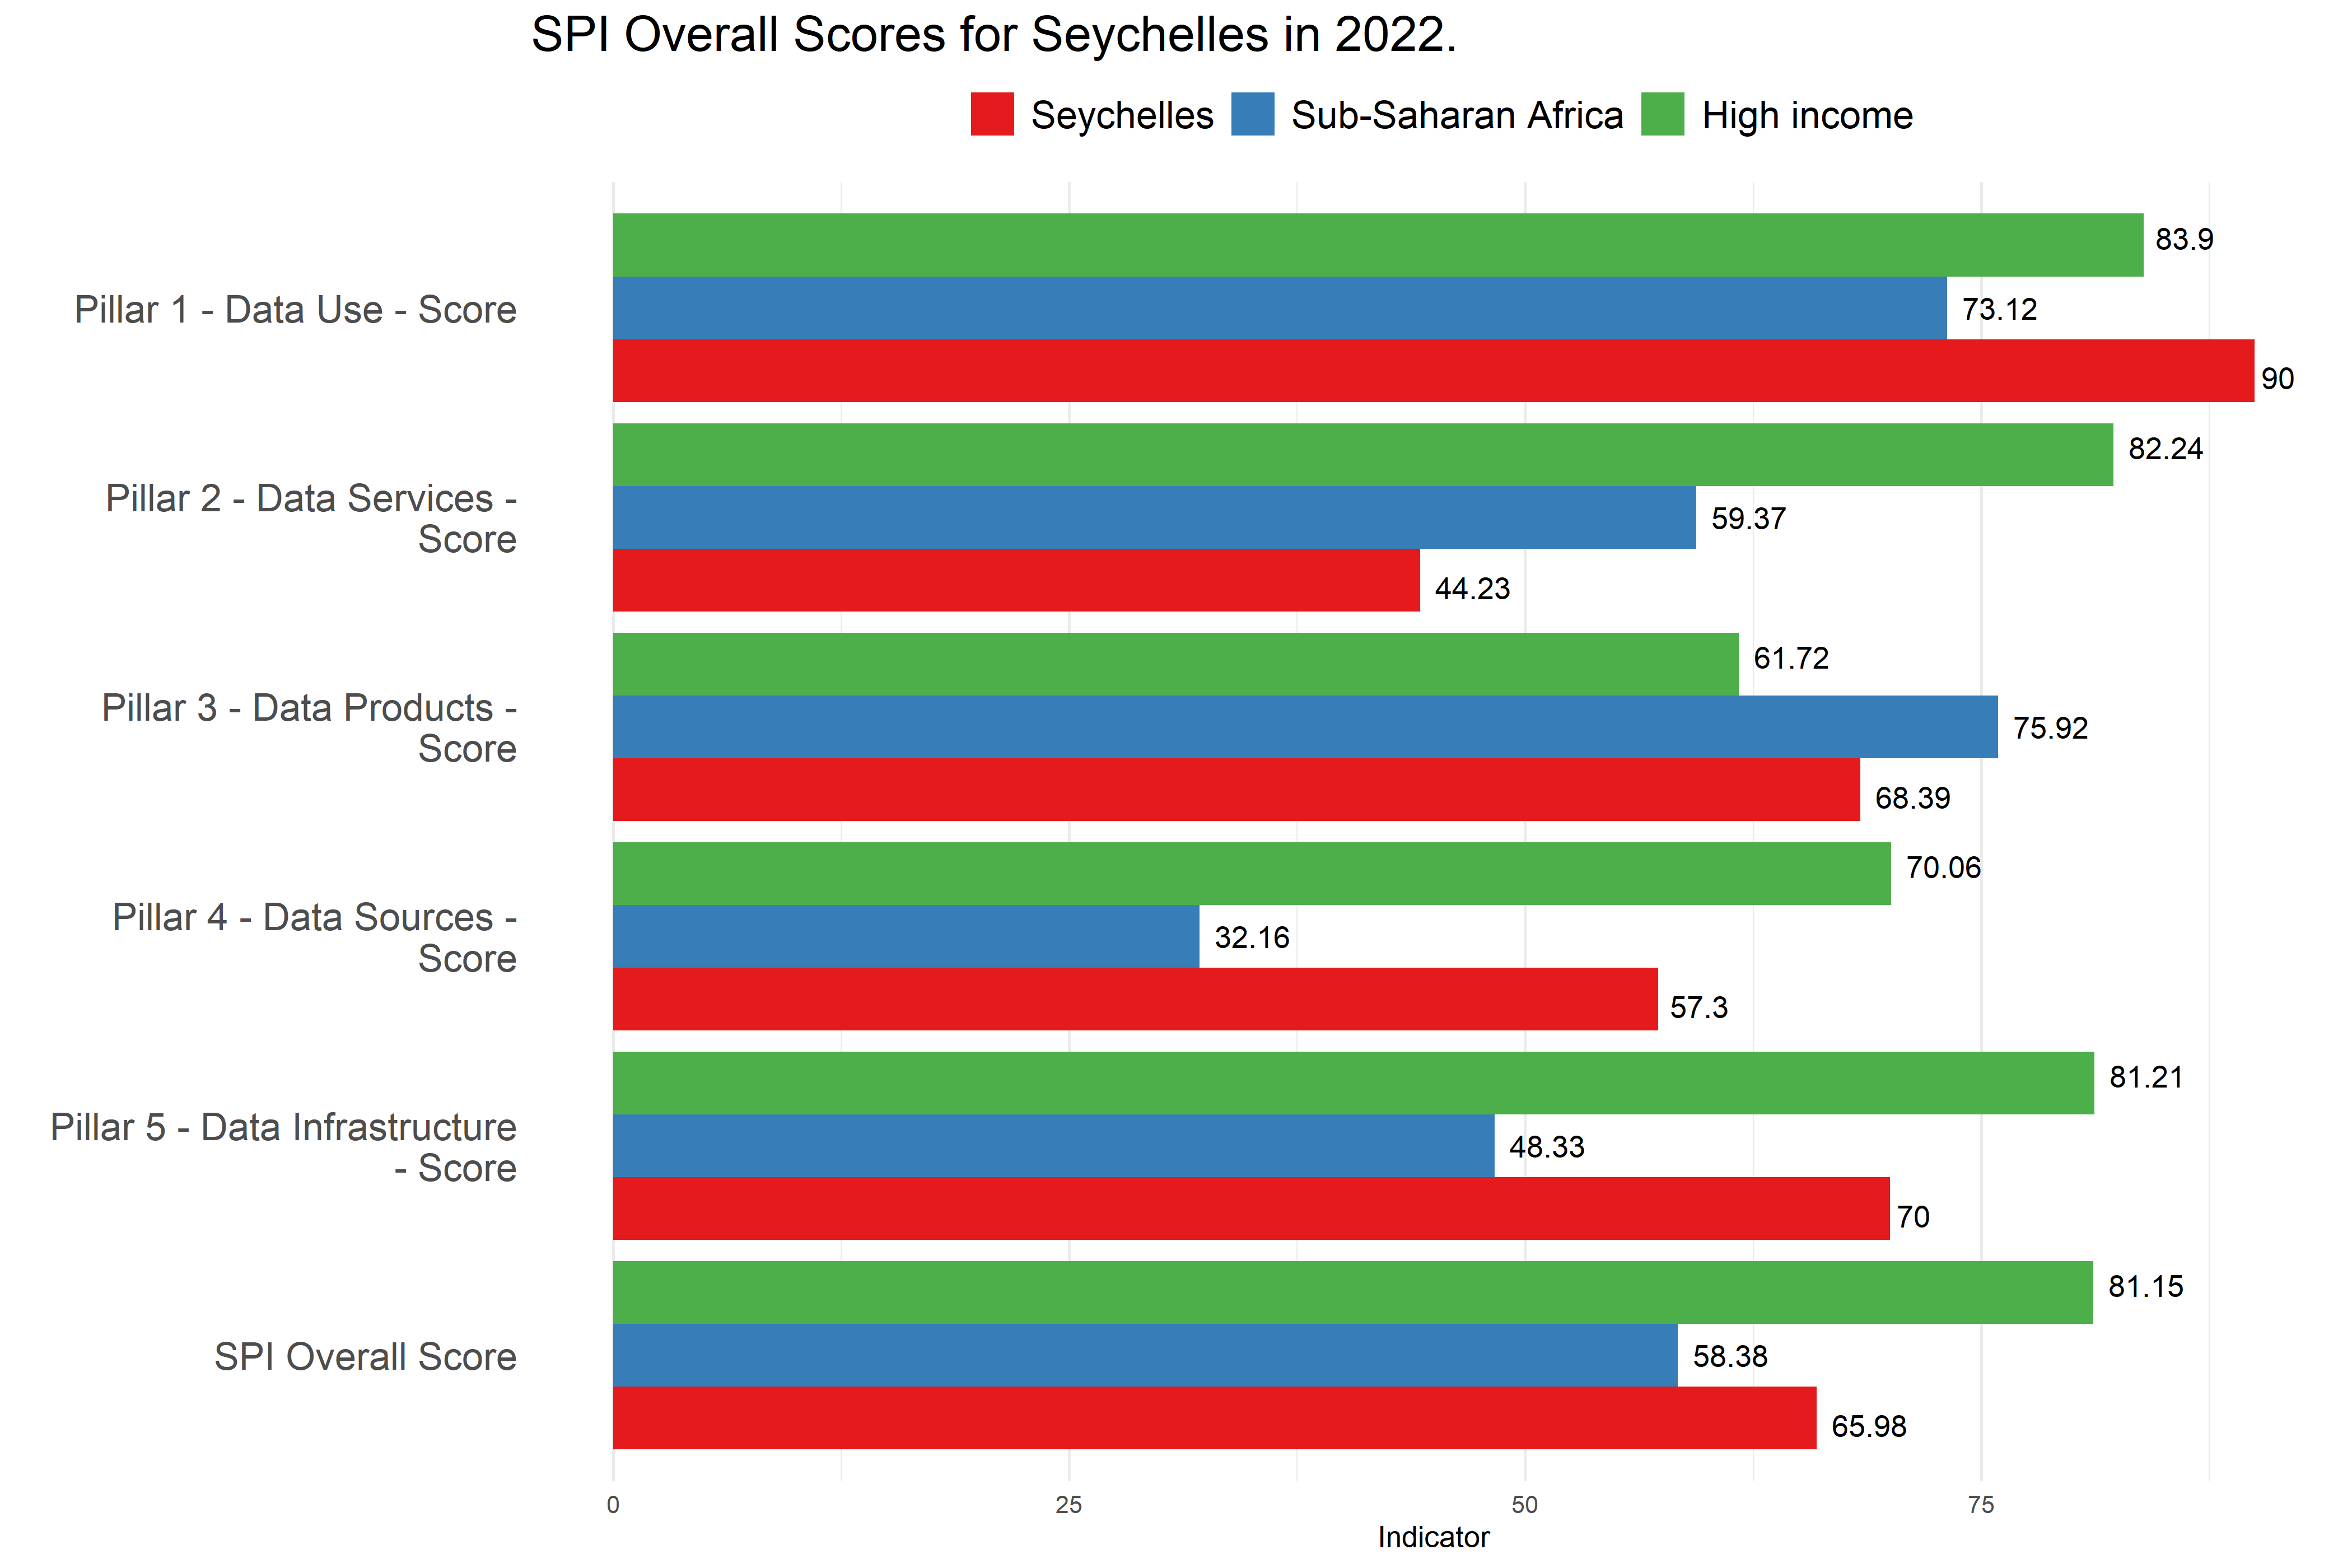 SPI Overall Scores for Seychelles in 2022.
Seychelles Sub-Saharan Africa High income
Pillar 1 - Data Use - Score
83.9
73.12
90
Pillar 2 - Data Services -
Score
82.24
59.37
44.23
Pillar 3 - Data Products -
Score
61.72
75.92
68.39
Pillar 4 - Data Sources -
Score
70.06
32.16
57.3
Pillar 5 - Data Infrastructure
- Score
81.21
48.33
70
SPI Overall Score
81.15
58.38
65.98
0 25 50 75
Indicator